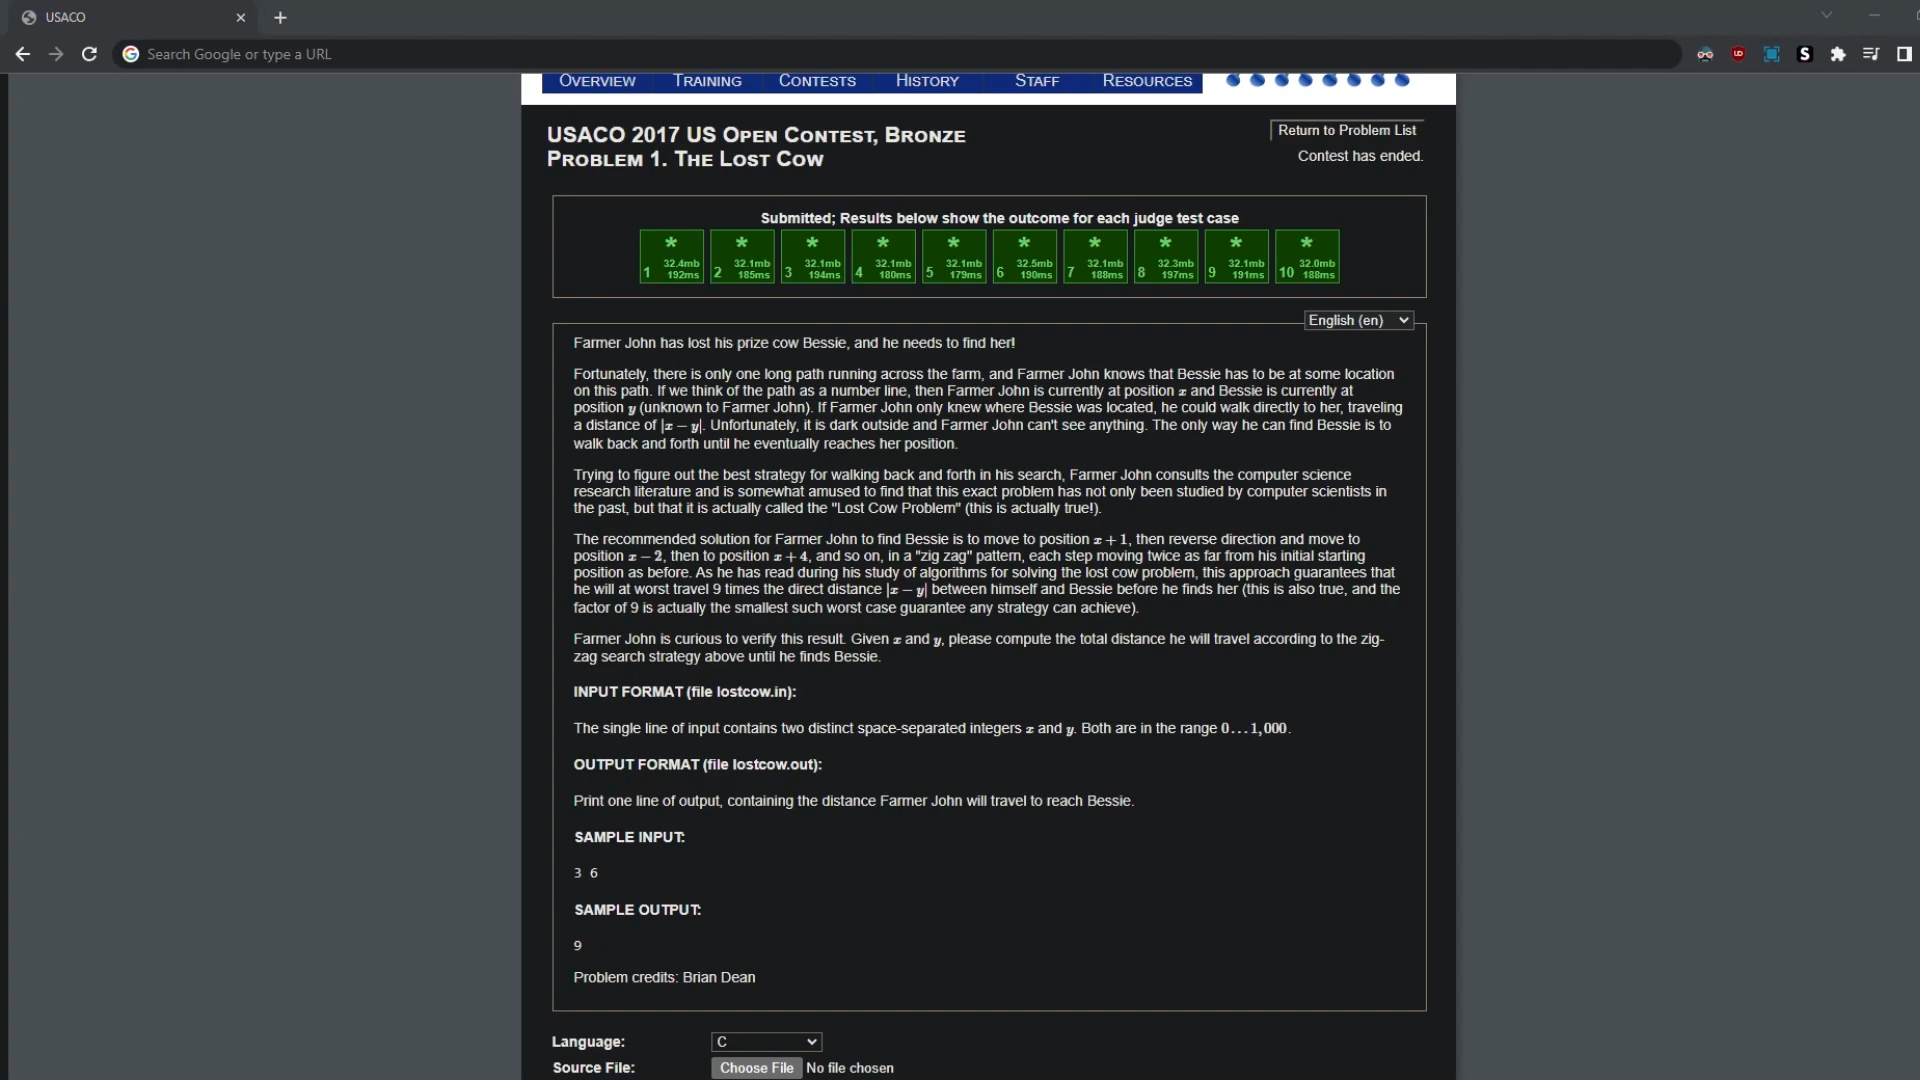 USACO
Search Google or type a URL
OVERVIEW TRAINING CONTESTS HISTORY STAFF RESOURCES
USACO 2017 US OPEN CONTEST, BRONZE
PROBLEM 1. THE LOST COW
Return to Problem List
Contest has ended.
Submitted; Results below show the outcome for each judge test case
* * * * * * * * * *
32.4mb 32.1mb 32.1mb 32.1mb 32.1mb 32.5mb 32.1mb 32.3mb 32.1mb 32.0mb
1 192ms 2 185ms 3 194ms 4 180ms 5 179ms 6 190ms 7 188ms 8 197ms 9 191ms 10 188ms
English (en)
Farmer John has lost his prize cow Bessie, and he needs to find her!
Fortunately, there is only one long path running across the farm, and Farmer John knows that Bessie has to be at some location
on this path. If we think of the path as a number line, then Farmer John is currently at position x and Bessie is currently at
position y (unknown to Farmer John). If Farmer John only knew where Bessie was located, he could walk directly to her, traveling
a distance of |x − y|. Unfortunately, it is dark outside and Farmer John can't see anything. The only way he can find Bessie is to
walk back and forth until he eventually reaches her position.
Trying to figure out the best strategy for walking back and forth in his search, Farmer John consults the computer science
research literature and is somewhat amused to find that this exact problem has not only been studied by computer scientists in
the past, but that it is actually called the "Lost Cow Problem" (this is actually true!).
The recommended solution for Farmer John to find Bessie is to move to position x + 1, then reverse direction and move to
position x − 2, then to position x + 4, and so on, in a "zig zag" pattern, each step moving twice as far from his initial starting
position as before. As he has read during his study of algorithms for solving the lost cow problem, this approach guarantees that
he will at worst travel 9 times the direct distance |x − y| between himself and Bessie before he finds her (this is also true, and the
factor of 9 is actually the smallest such worst case guarantee any strategy can achieve).
Farmer John is curious to verify this result. Given x and y, please compute the total distance he will travel according to the zig-
zag search strategy above until he finds Bessie.
INPUT FORMAT (file lostcow.in):
The single line of input contains two distinct space-separated integers x and y. Both are in the range 0…1,000.
OUTPUT FORMAT (file lostcow.out):
Print one line of output, containing the distance Farmer John will travel to reach Bessie.
SAMPLE INPUT:
3 6
SAMPLE OUTPUT:
9
Problem credits: Brian Dean
Language: C
Source File: Choose File No file chosen